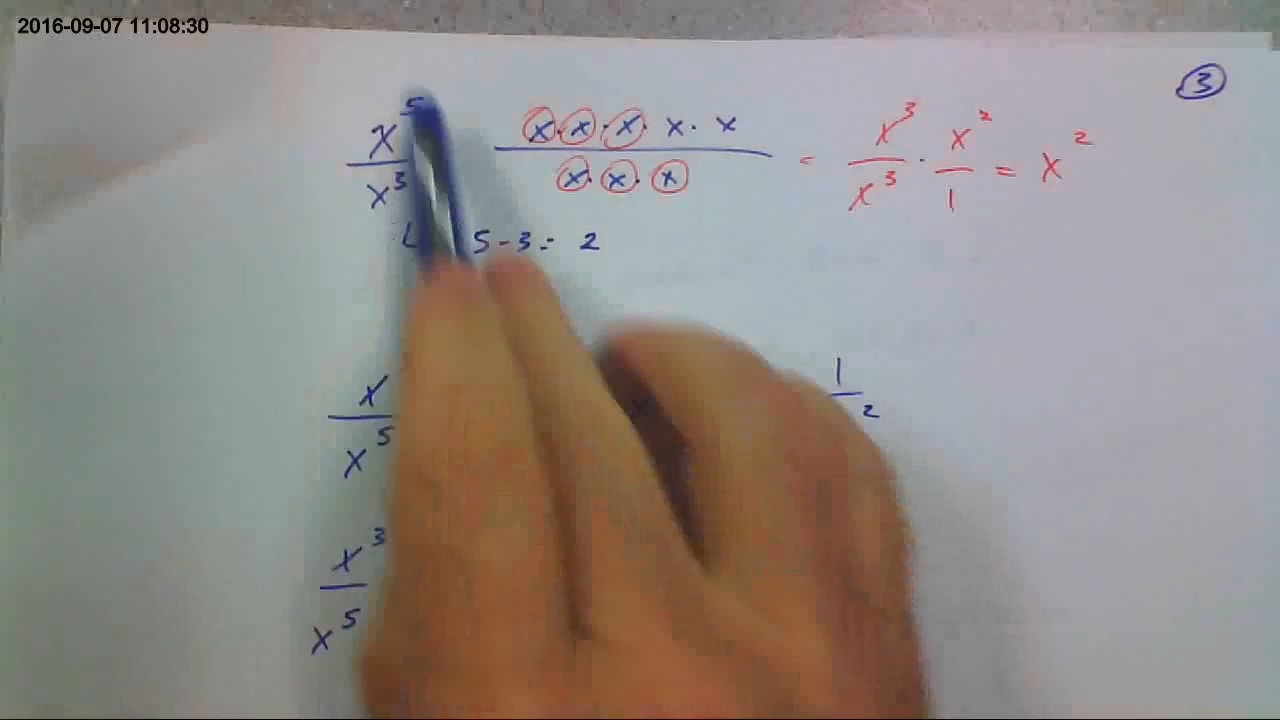 2016-09-07 11:08:30
3
x^5/x^3 x·x·x·x·x/x·x·x = x^3/x^3 · x^2/1 = x^2
5-3= 2
x/x^5 x 1/ 2
x^3/x^5